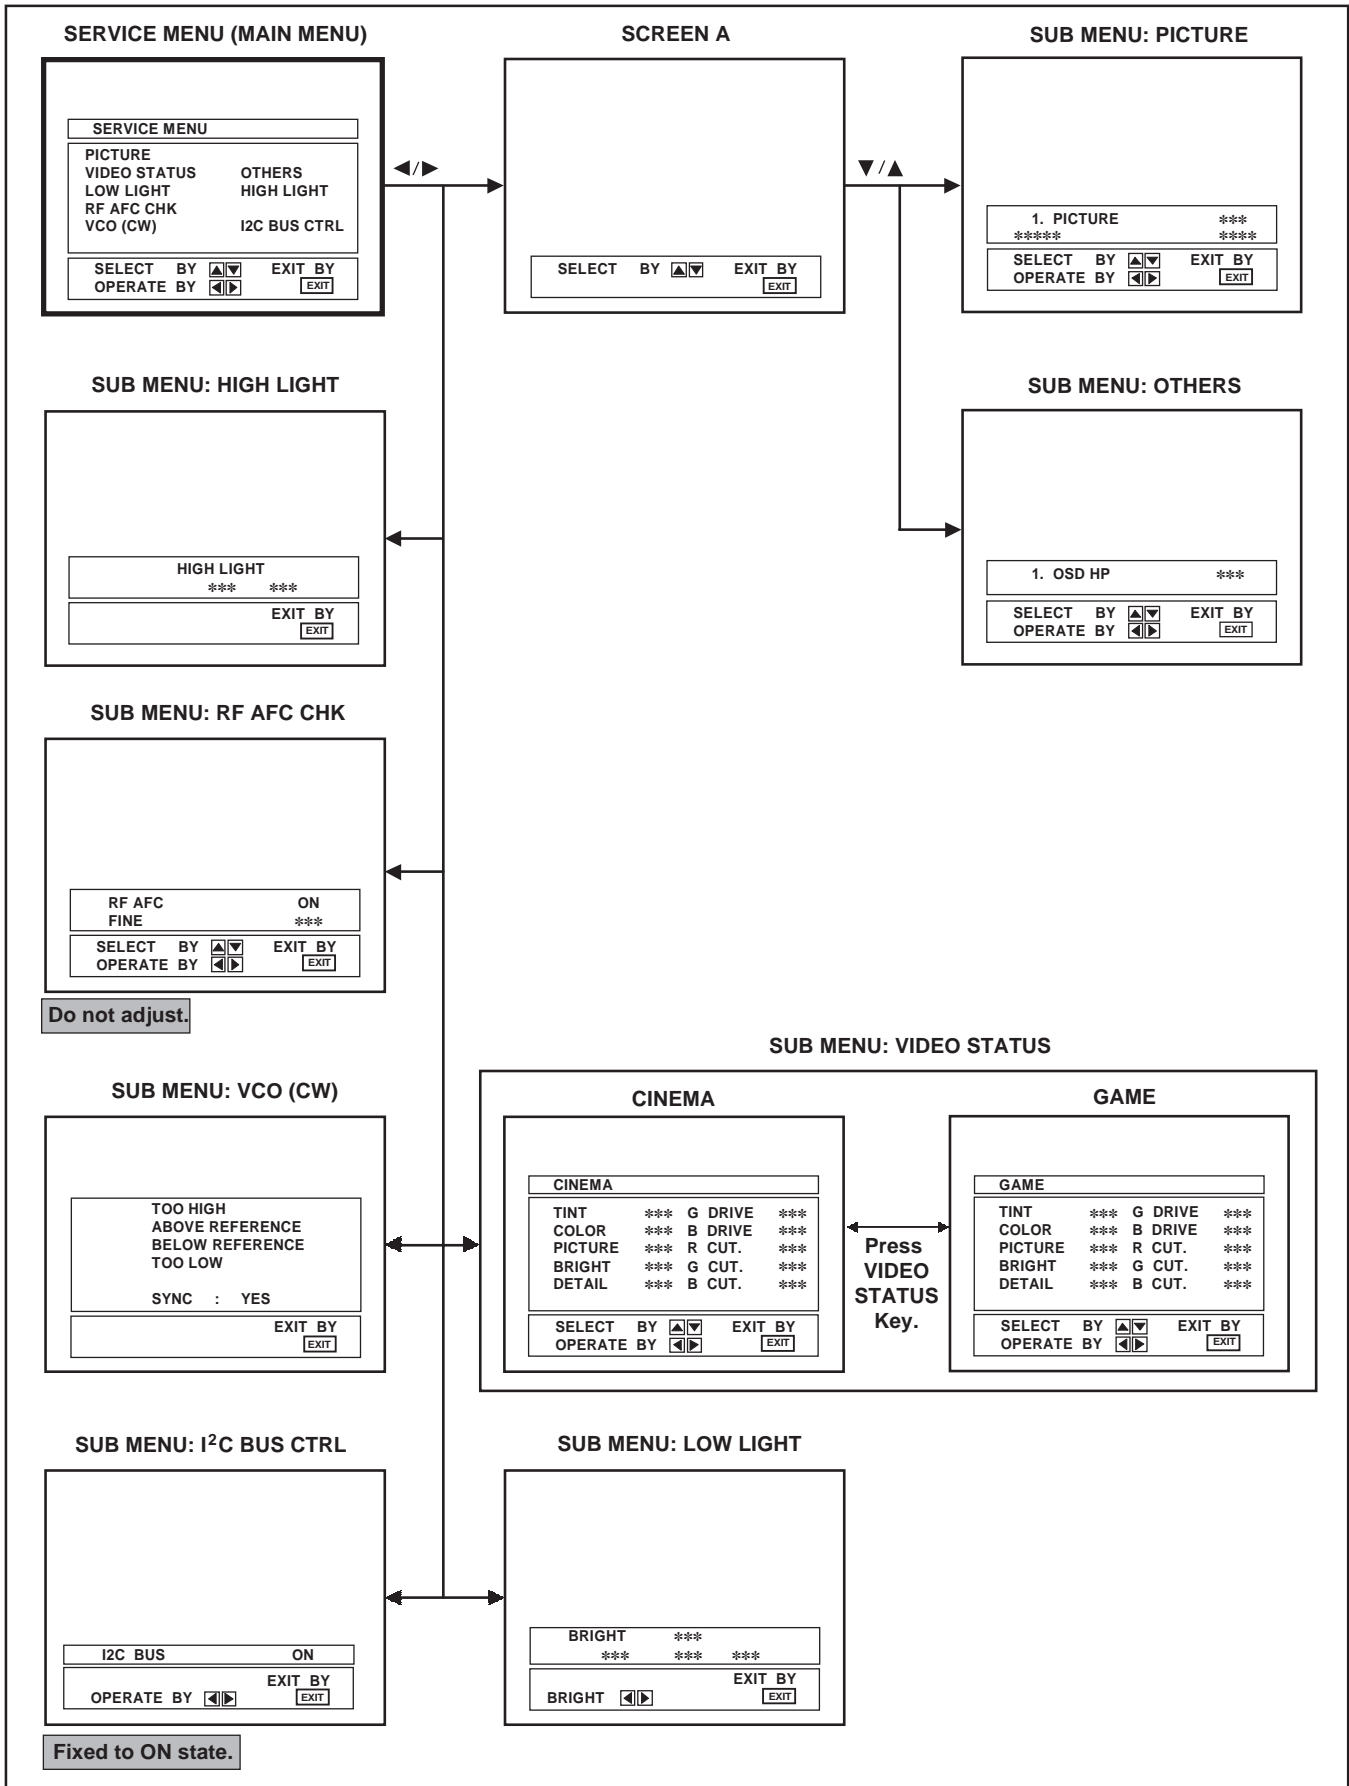 SERVICE MENU (MAIN MENU)
SERVICE MENU
PICTURE
VIDEO STATUS OTHERS
LOW LIGHT HIGH LIGHT
RF AFC CHK
VCO (CW) I2C BUS CTRL
SELECT BY ▲▼ EXIT BY
OPERATE BY ◀▶ EXIT
◀/▶
SCREEN A
SELECT BY ▲▼ EXIT BY
EXIT
▼/▲
SUB MENU: PICTURE
1. PICTURE ***
***** ****
SELECT BY ▲▼ EXIT BY
OPERATE BY ◀▶ EXIT
SUB MENU: HIGH LIGHT
HIGH LIGHT
*** ***
EXIT BY
EXIT
SUB MENU: OTHERS
1. OSD HP ***
SELECT BY ▲▼ EXIT BY
OPERATE BY ◀▶ EXIT
SUB MENU: RF AFC CHK
RF AFC ON
FINE ***
SELECT BY ▲▼ EXIT BY
OPERATE BY ◀▶ EXIT
Do not adjust.
SUB MENU: VCO (CW)
TOO HIGH
ABOVE REFERENCE
BELOW REFERENCE
TOO LOW
SYNC : YES
EXIT BY
EXIT
SUB MENU: VIDEO STATUS
CINEMA
CINEMA
TINT *** G DRIVE ***
COLOR *** B DRIVE ***
PICTURE *** R CUT. ***
BRIGHT *** G CUT. ***
DETAIL *** B CUT. ***
SELECT BY ▲▼ EXIT BY
OPERATE BY ◀▶ EXIT
Press
VIDEO
STATUS
Key.
GAME
GAME
TINT *** G DRIVE ***
COLOR *** B DRIVE ***
PICTURE *** R CUT. ***
BRIGHT *** G CUT. ***
DETAIL *** B CUT. ***
SELECT BY ▲▼ EXIT BY
OPERATE BY ◀▶ EXIT
SUB MENU: I²C BUS CTRL
I2C BUS ON
EXIT BY
OPERATE BY ◀▶ EXIT
Fixed to ON state.
SUB MENU: LOW LIGHT
BRIGHT ***
*** *** ***
EXIT BY
BRIGHT ◀▶ EXIT